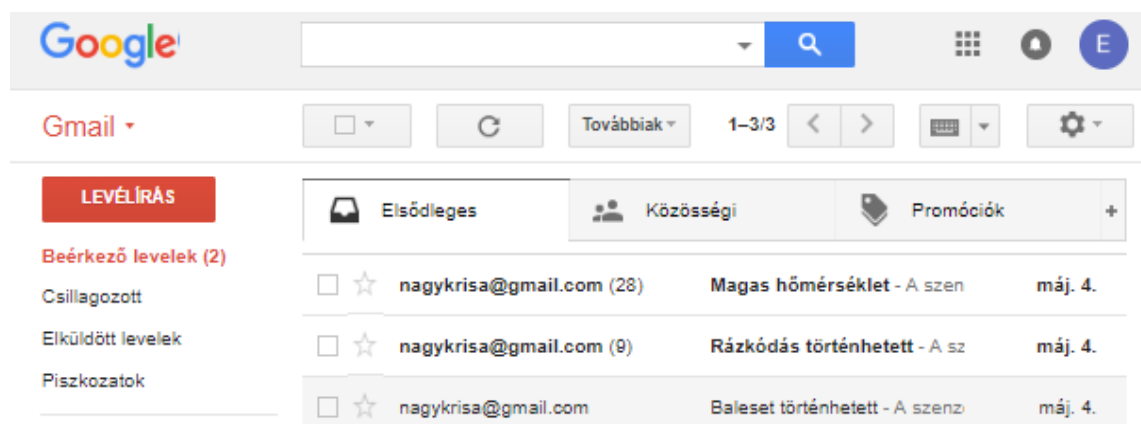 Google
E
Gmail
Továbbiak
1–3/3
LEVÉLÍRÁS
Elsődleges
Közösségi
Promóciók
+
Beérkező levelek (2)
Csillagozott
Elküldött levelek
Piszkozatok
nagykrisa@gmail.com (28) Magas hőmérséklet - A szen máj. 4.
nagykrisa@gmail.com (9) Rázkódás történhetett - A sz máj. 4.
nagykrisa@gmail.com Baleset történhetett - A szenz máj. 4.